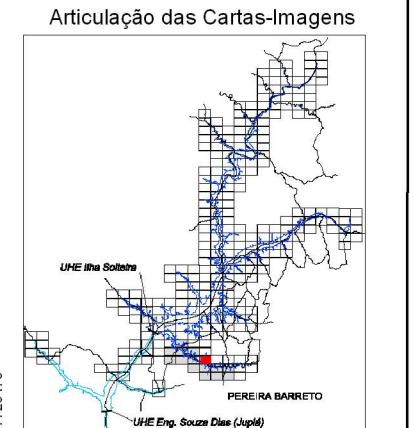 Articulação das Cartas-Imagens
UHE Ilha Solteira
PEREIRA BARRETO
UHE Eng. Souza Dias (Jupiá)